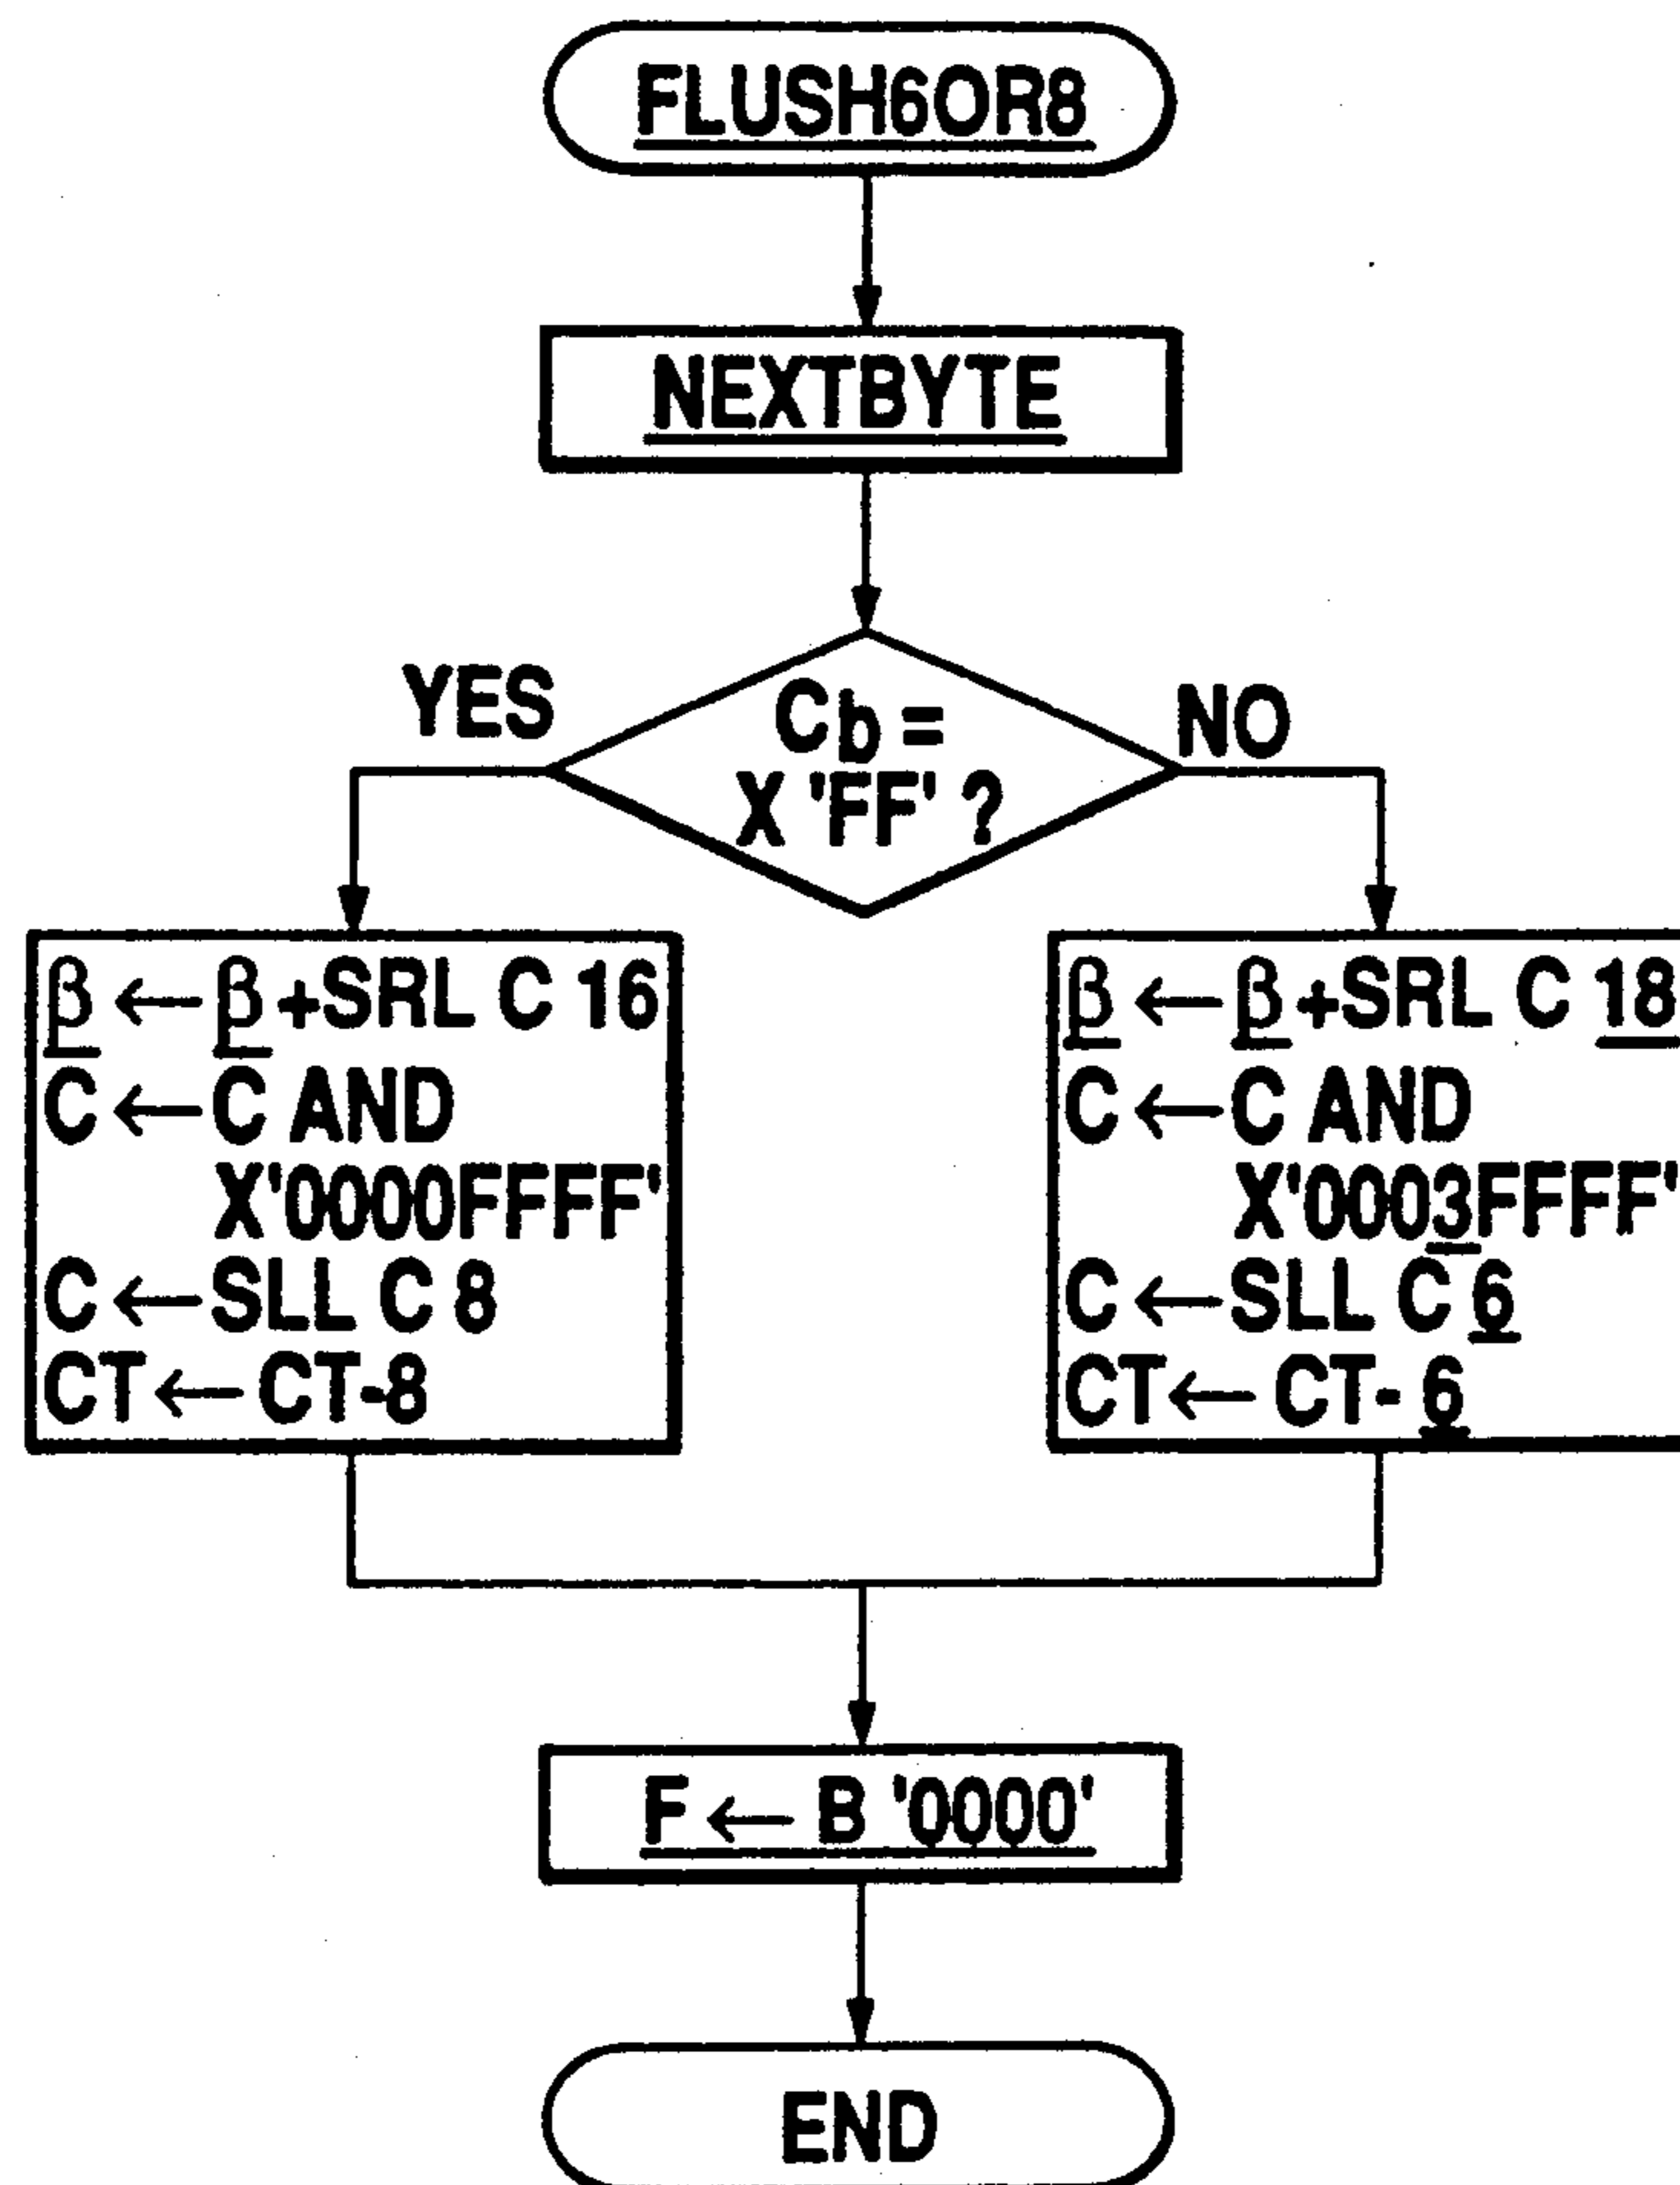 FLUSH6OR8
NEXTBYTE
YES
Cb=
X 'FF' ?
NO
β ← β +SRL C 16
C ← C AND
X'0000FFFF'
C ← SLL C 8
CT ← CT-8
β ← β +SRL C 18
C ← C AND
X'0003FFFF'
C ← SLL C 6
CT ← CT- 6
F ← B '0000'
END